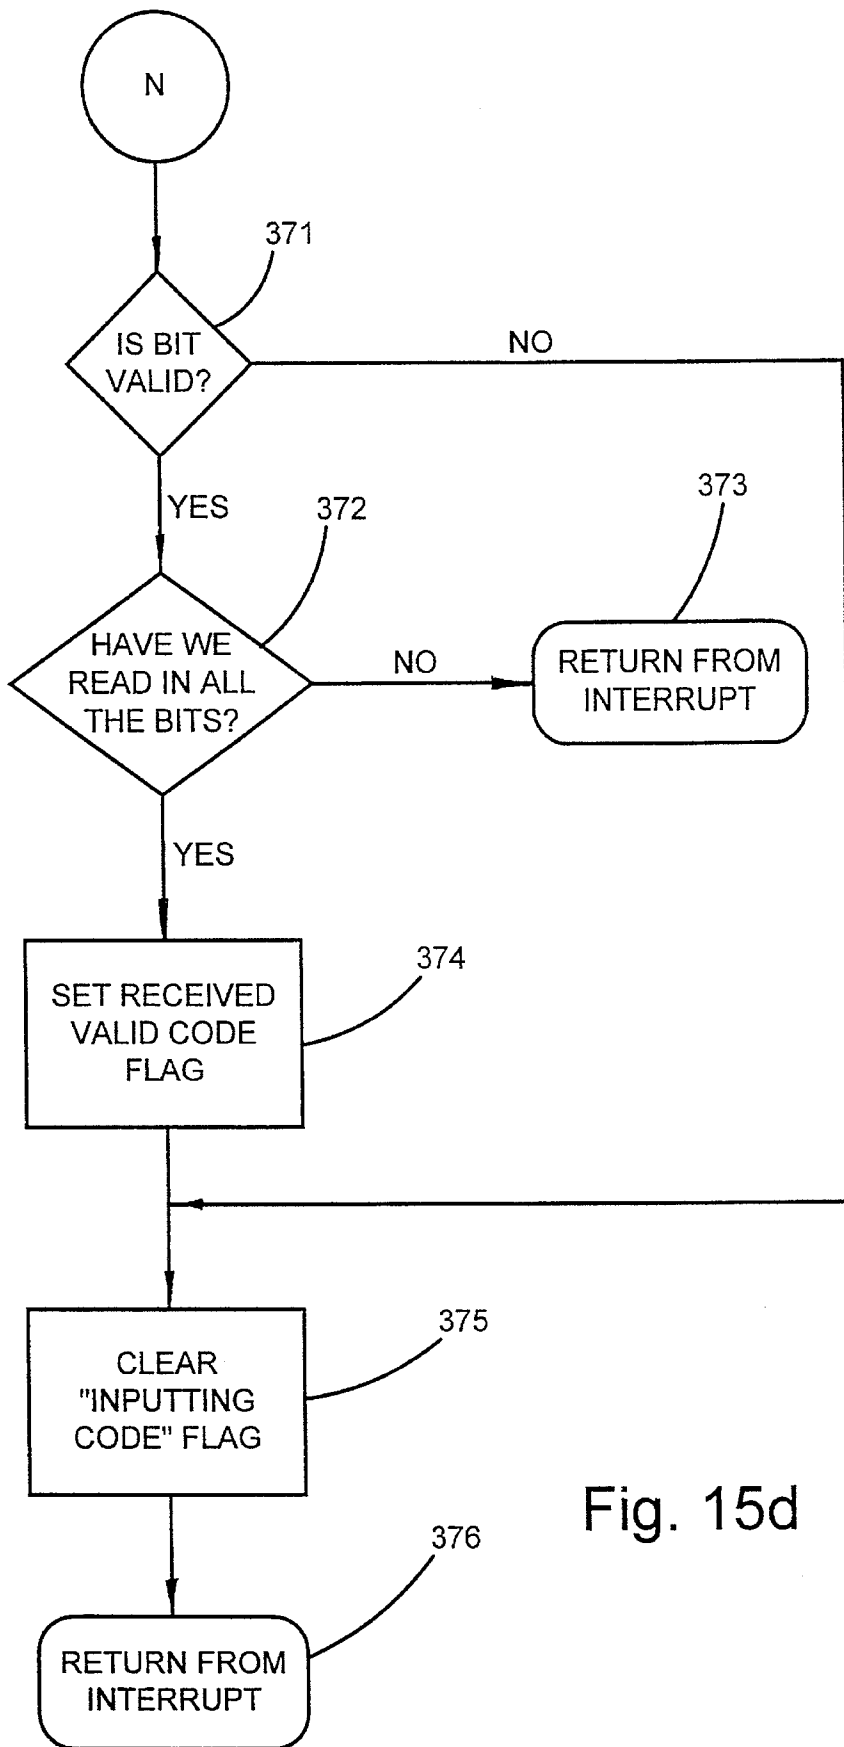 N
371
IS BIT
VALID?
NO
YES
372
373
HAVE WE
READ IN ALL
THE BITS?
NO
RETURN FROM
INTERRUPT
YES
374
SET RECEIVED
VALID CODE
FLAG
375
CLEAR
"INPUTTING
CODE" FLAG
Fig. 15d
376
RETURN FROM
INTERRUPT